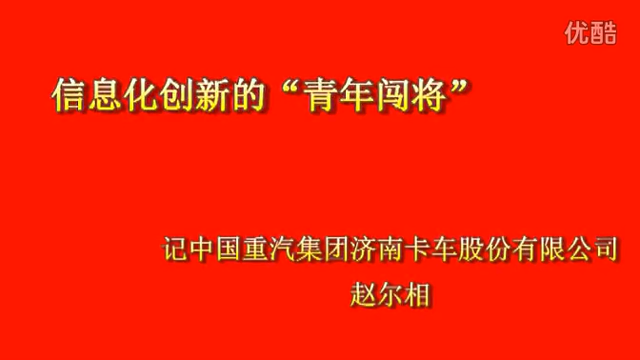 优酷
信息化创新的“青年闯将”
记中国重汽集团济南卡车股份有限公司
赵尔相